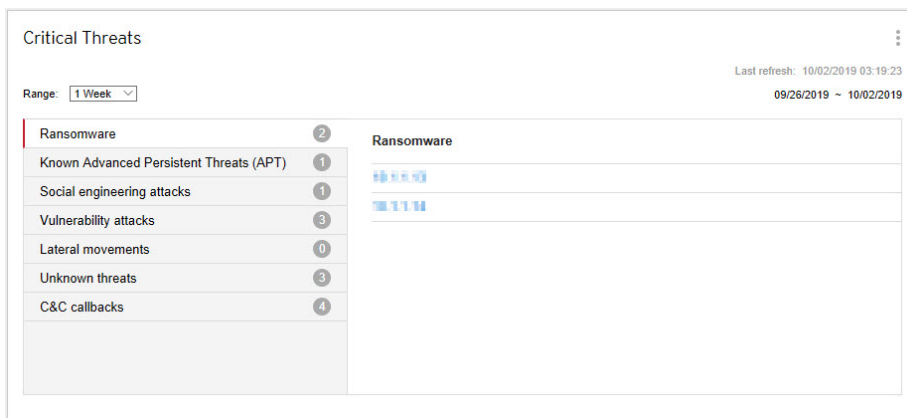 Critical Threats
Last refresh: 10/02/2019 03:19:23
Range: 1 Week
09/26/2019 ~ 10/02/2019
Ransomware 2
Known Advanced Persistent Threats (APT) 1
Social engineering attacks 1
Vulnerability attacks 3
Lateral movements 0
Unknown threats 3
C&C callbacks 4
Ransomware